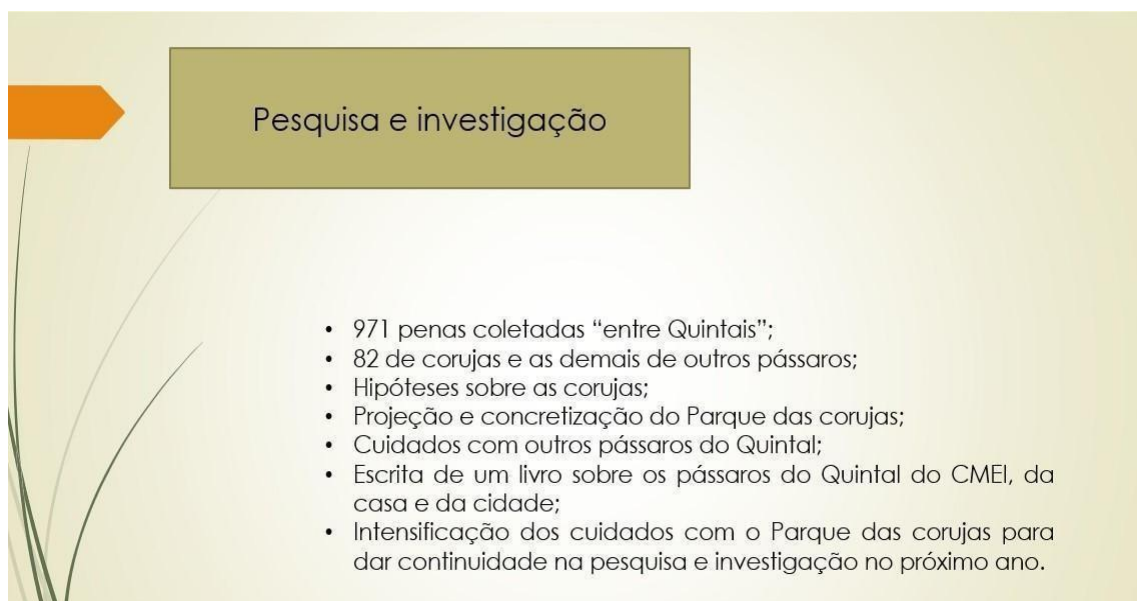 Pesquisa e investigação
• 971 penas coletadas “entre Quintais”;
• 82 de corujas e as demais de outros pássaros;
• Hipóteses sobre as corujas;
• Projeção e concretização do Parque das corujas;
• Cuidados com outros pássaros do Quintal;
• Escrita de um livro sobre os pássaros do Quintal do CMEI, da
casa e da cidade;
• Intensificação dos cuidados com o Parque das corujas para
dar continuidade na pesquisa e investigação no próximo ano.